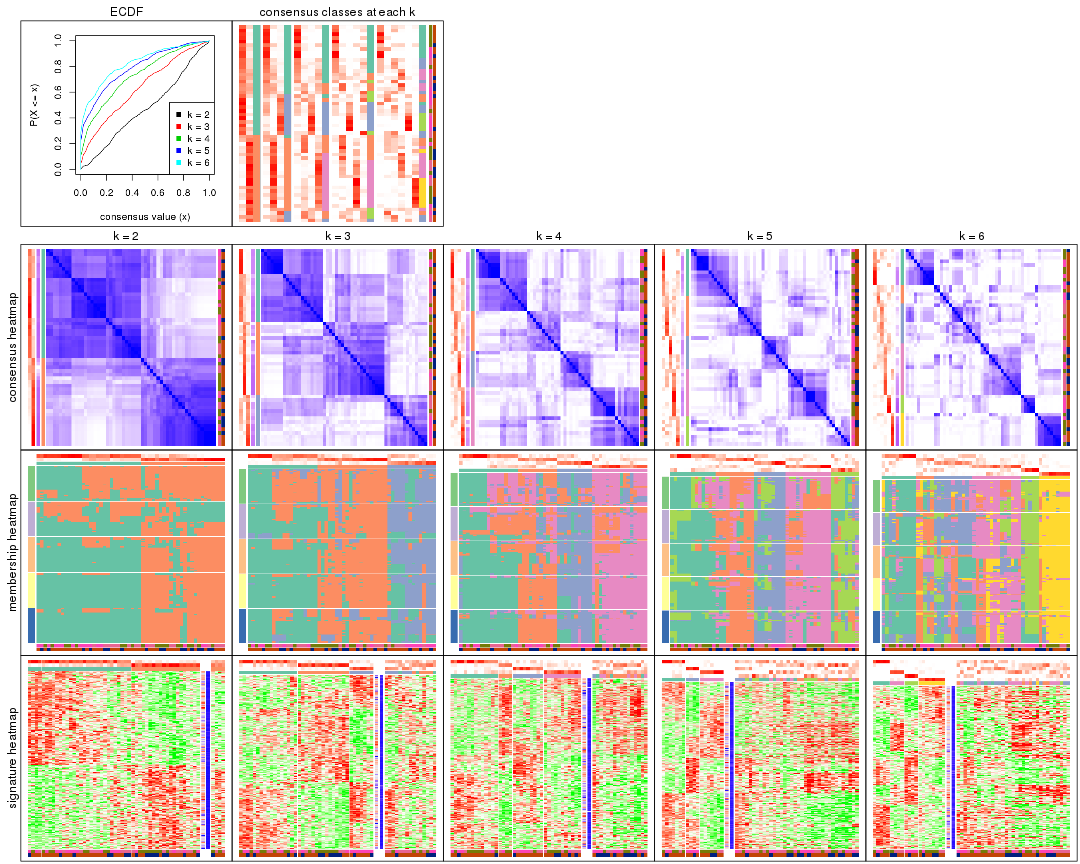 ECDF
consensus classes at each k
P(X <= x)
0.0 0.2 0.4 0.6 0.8 1.0
k = 2
k = 3
k = 4
k = 5
k = 6
0.0 0.2 0.4 0.6 0.8 1.0
consensus value (x)
k = 2 k = 3 k = 4 k = 5 k = 6
consensus heatmap
membership heatmap
signature heatmap